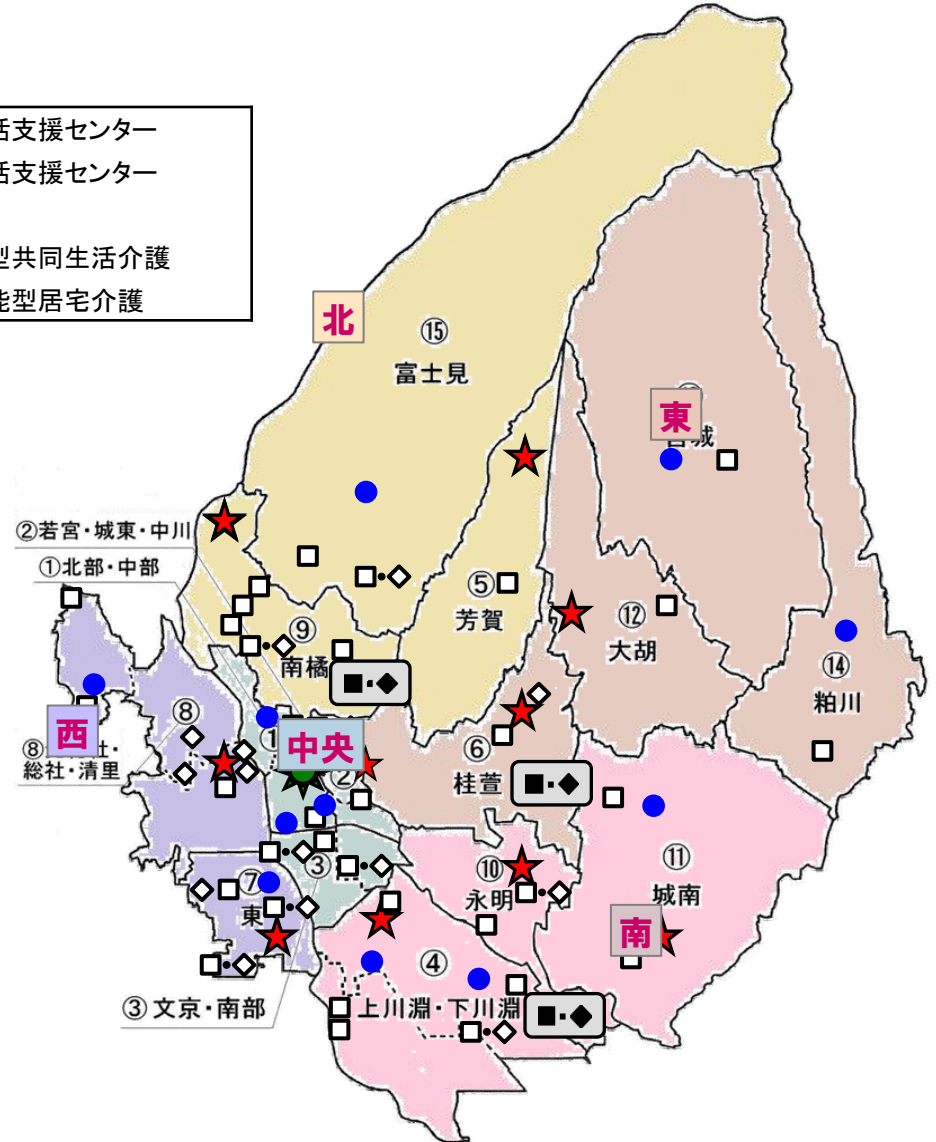 活支援センター
活支援センター
型共同生活介護
能型居宅介護
北
⑮
富士見
東
城
②若宮・城東・中川
①北部・中部
⑤
芳賀
⑨
南橘
⑫
大胡
⑭
粕川
⑧
西
⑧
総社・清里
中央
②
⑥
桂萱
③
⑦
東
⑩
永明
⑪
城南
南
④
上川淵・下川淵
③文京・南部